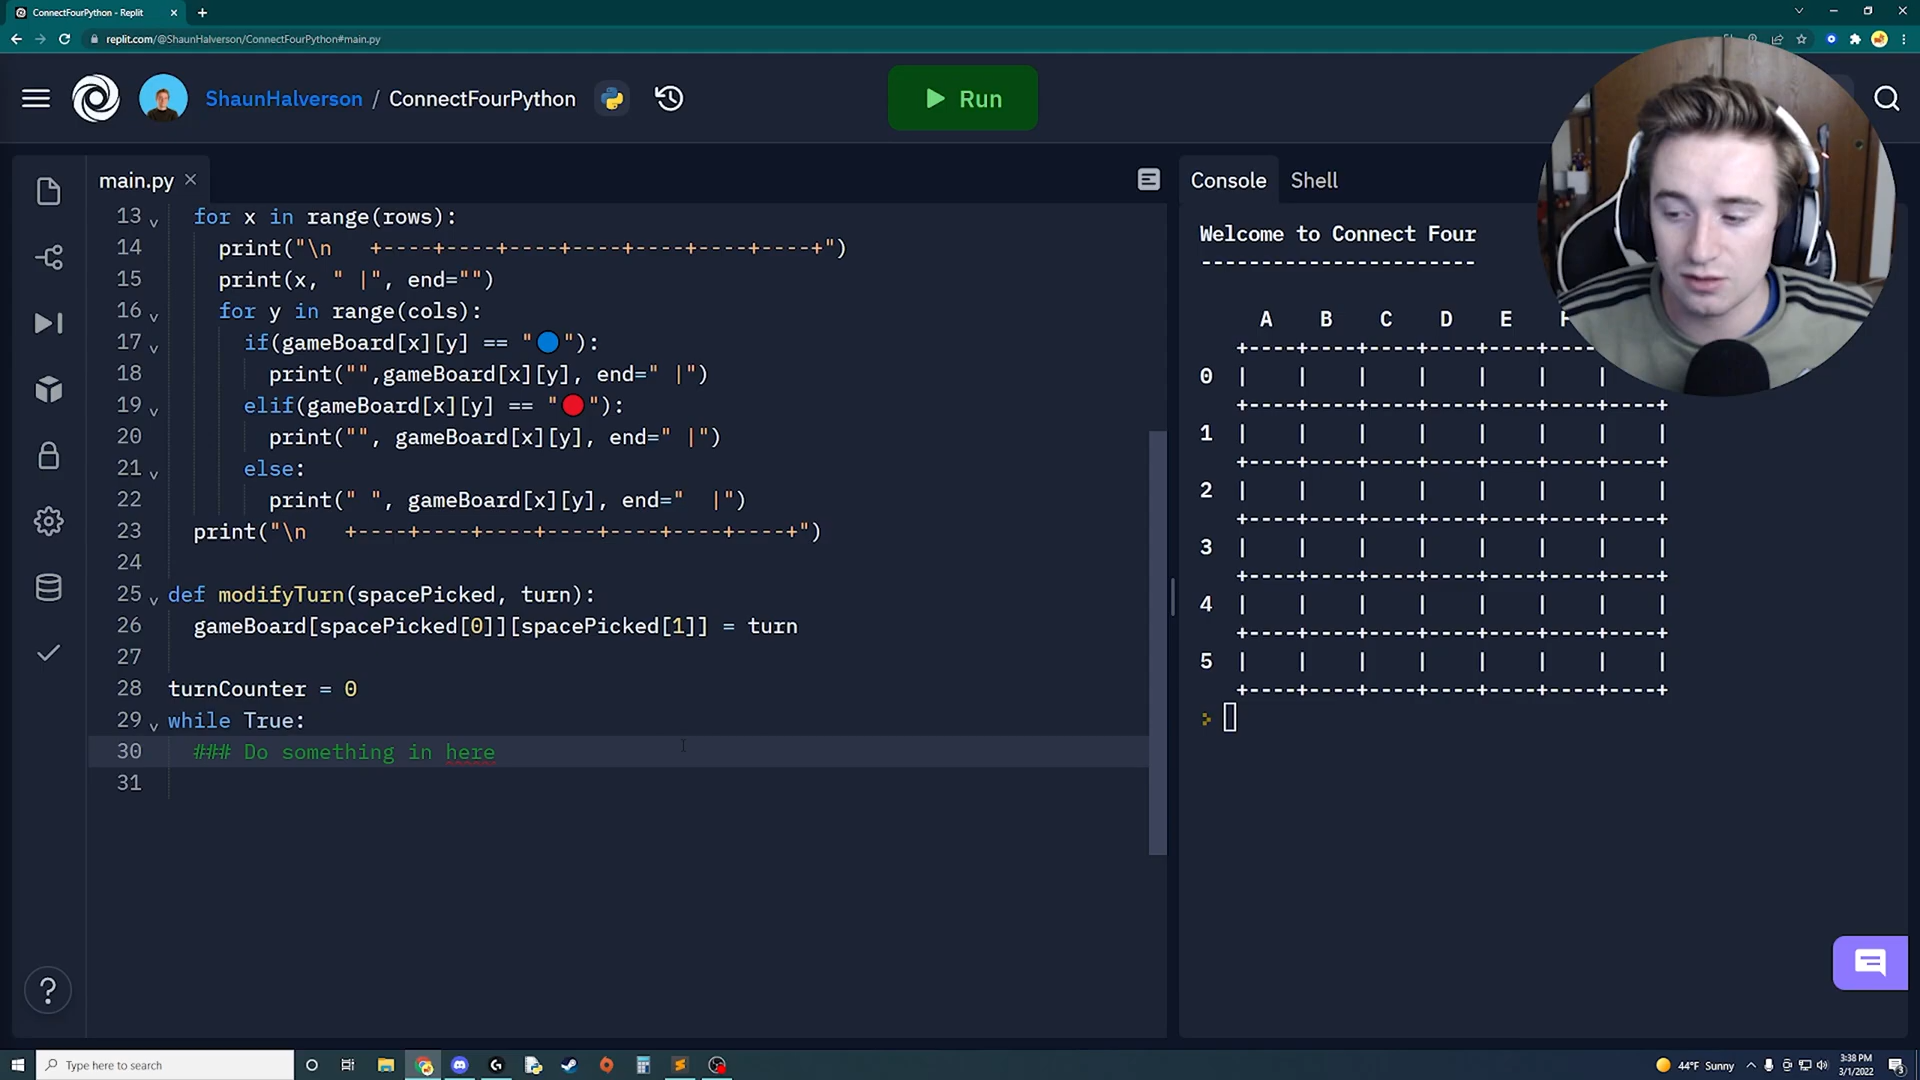 ConnectFourPython - Replit
replit.com/@ShaunHalverson/ConnectFourPython#main.py
ShaunHalverson / ConnectFourPython
Run
main.py
13 for x in range(rows):
14 print("\n   +----+----+----+----+----+----+----+")
15 print(x, " |", end="")
16 for y in range(cols):
17 if(gameBoard[x][y] == "🔵"):
18 print("",gameBoard[x][y], end=" |")
19 elif(gameBoard[x][y] == "🔴"):
20 print("", gameBoard[x][y], end=" |")
21 else:
22 print(" ", gameBoard[x][y], end="  |")
23 print("\n   +----+----+----+----+----+----+----+")
24
25 def modifyTurn(spacePicked, turn):
26 gameBoard[spacePicked[0]][spacePicked[1]] = turn
27
28 turnCounter = 0
29 while True:
30 ### Do something in here
31
Console Shell
Welcome to Connect Four
-----------------------
A B C D E
+----+----+----+----+----+----
0 |    |    |    |    |    |    |
+----+----+----+----+----+----+----+
1 |    |    |    |    |    |    |    |
+----+----+----+----+----+----+----+
2 |    |    |    |    |    |    |    |
+----+----+----+----+----+----+----+
3 |    |    |    |    |    |    |    |
+----+----+----+----+----+----+----+
4 |    |    |    |    |    |    |    |
+----+----+----+----+----+----+----+
5 |    |    |    |    |    |    |    |
+----+----+----+----+----+----+----+
?
Type here to search
44°F Sunny
3:38 PM
3/1/2022